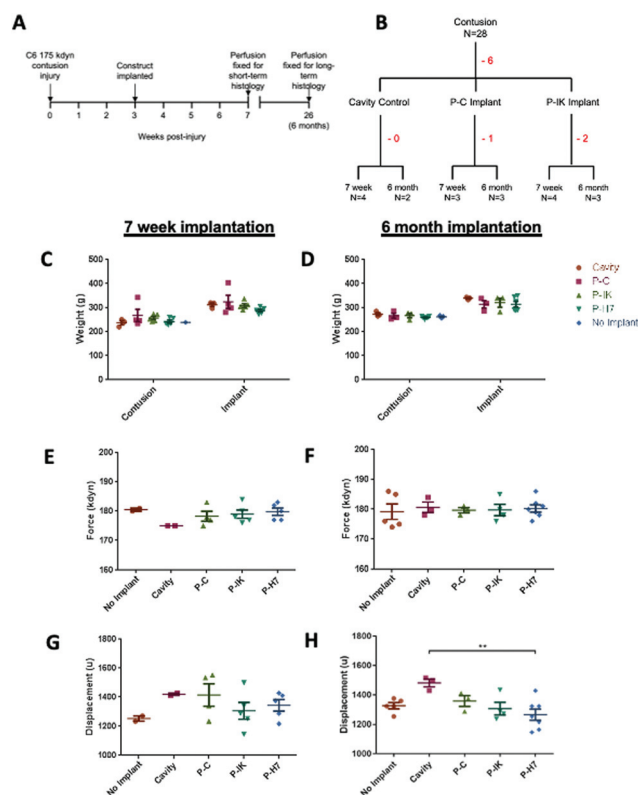 A
C6 175 kdyn
contusion
injury
Construct
implanted
Perfusion
fixed for
short-term
histology
Perfusion
fixed for
long-term
histology
0 1 2 3 4 5 6 7 26
(6 months)
Weeks post-injury
B
Contusion
N=28
- 6
Cavity Control P-C Implant P-IK Implant
- 0 - 1 - 2
7 week 6 month 7 week 6 month 7 week 6 month
N=4 N=2 N=3 N=3 N=4 N=3
7 week implantation
6 month implantation
C
Weight (g)
500
400
300
200
100
0
Contusion
Implant
D
Weight (g)
500
400
300
200
100
0
Contusion
Implant
Cavity
P-C
P-IK
P-H7
No Implant
E
Force (kdyn)
200
190
180
170
160
No Implant
Cavity
P-C
P-IK
P-H7
F
Force (kdyn)
200
190
180
170
160
No Implant
Cavity
P-C
P-IK
P-H7
G
Displacement (u)
1800
1600
1400
1200
1000
No Implant
Cavity
P-C
P-IK
P-H7
H
Displacement (u)
1800
1600
1400
1200
1000
**
No Implant
Cavity
P-C
P-IK
P-H7